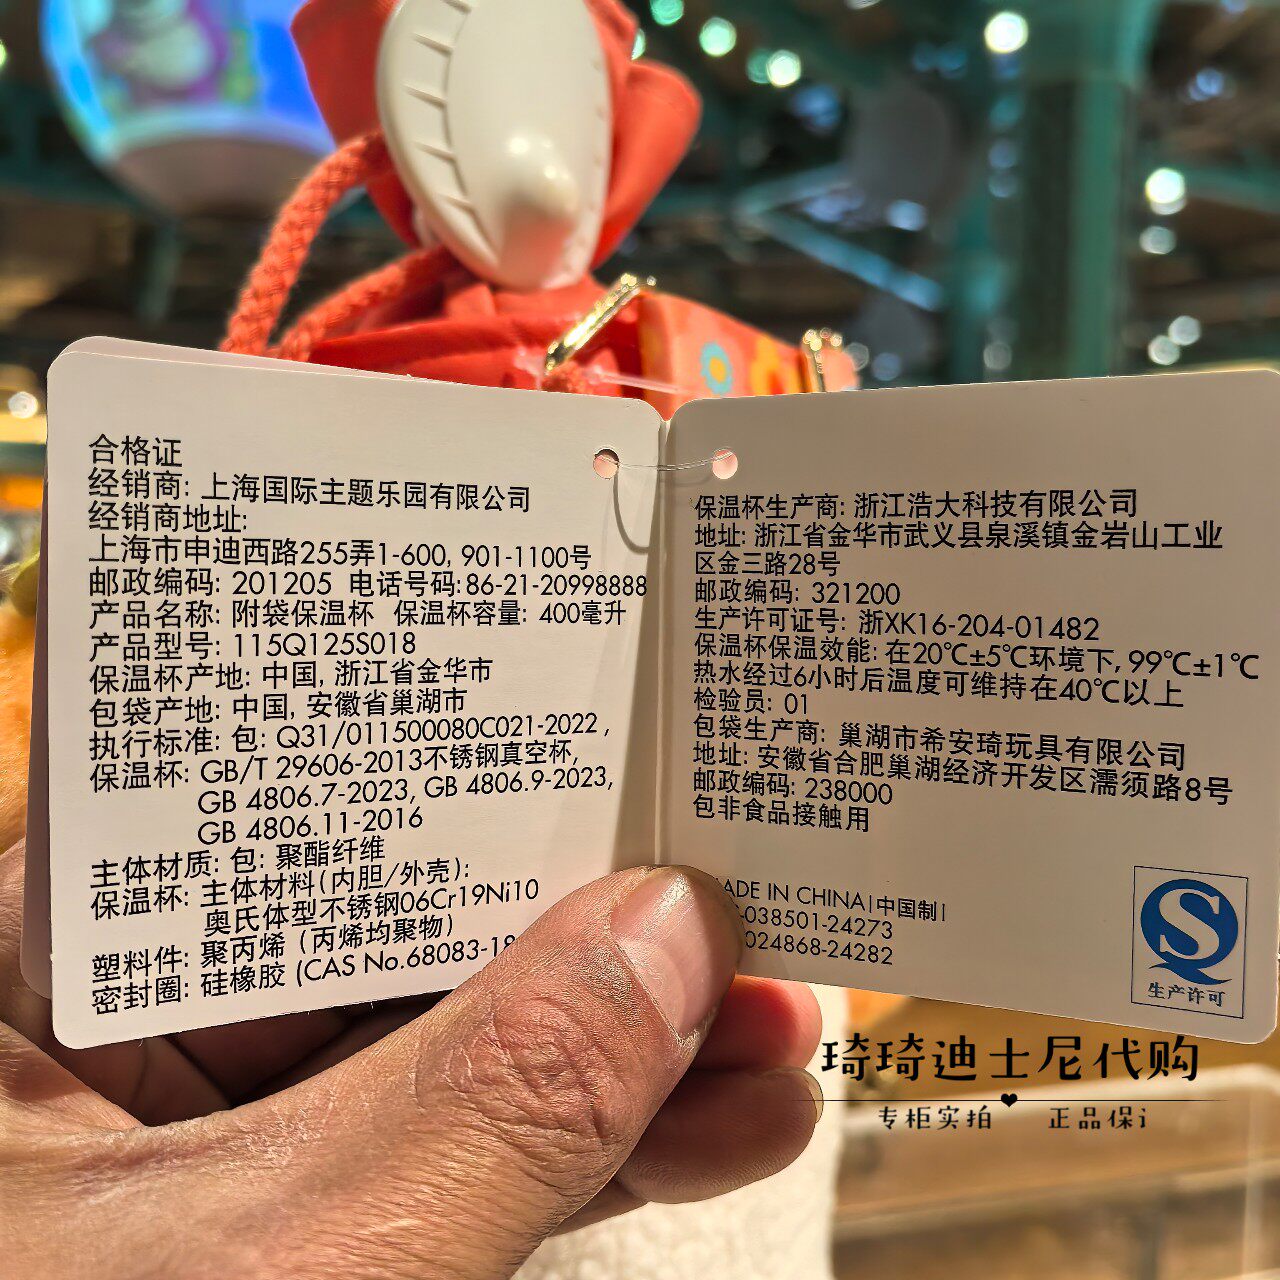 合格证
经销商: 上海国际主题乐园有限公司
经销商地址:
上海市申迪西路255弄1-600, 901-1100号
邮政编码: 201205 电话号码:86-21-20998888
产品名称: 附袋保温杯 保温杯容量: 400毫升
产品型号: 115Q125S018
保温杯产地: 中国, 浙江省金华市
包袋产地: 中国, 安徽省巢湖市
执行标准: 包: Q31/011500080C021-2022 ,
保温杯: GB/T 29606-2013不锈钢真空杯,
GB 4806.7-2023, GB 4806.9-2023,
GB 4806.11-2016
主体材质: 包: 聚酯纤维
保温杯: 主体材料(内胆/外壳):
奥氏体型不锈钢06Cr19Ni10
塑料件: 聚丙烯 (丙烯均聚物)
密封圈: 硅橡胶 (CAS No.68083-18
保温杯生产商: 浙江浩大科技有限公司
地址: 浙江省金华市武义县泉溪镇金岩山工业
区金三路28号
邮政编码: 321200
生产许可证号: 浙XK16-204-01482
保温杯保温效能: 在20℃±5℃环境下, 99℃±1℃
热水经过6小时后温度可维持在40℃以上
检验员: 01
包袋生产商: 巢湖市希安琦玩具有限公司
地址: 安徽省合肥巢湖经济开发区濡须路8号
邮政编码: 238000
包非食品接触用
MADE IN CHINA|中国制|
-038501-24273
024868-24282
生产许可
琦琦迪士尼代购
专柜实拍 正品保